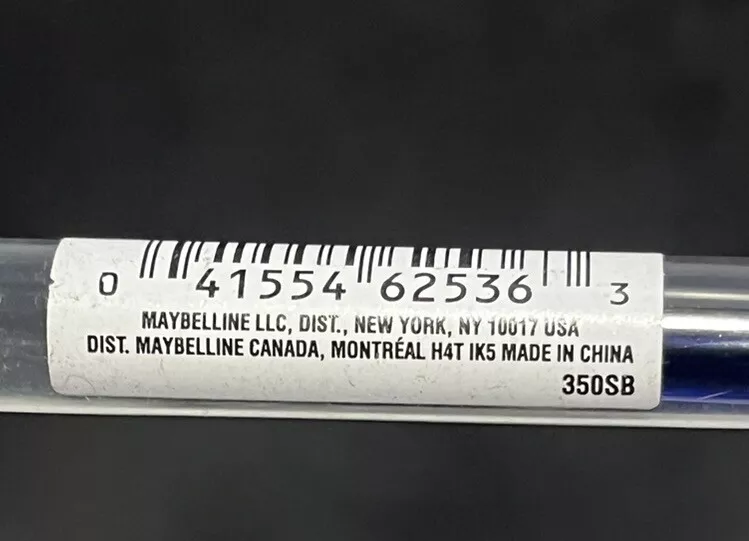 0 41554 62536 3
MAYBELLINE LLC, DIST., NEW YORK, NY 10017 USA
DIST. MAYBELLINE CANADA, MONTRÉAL H4T IK5 MADE IN CHINA
350SB